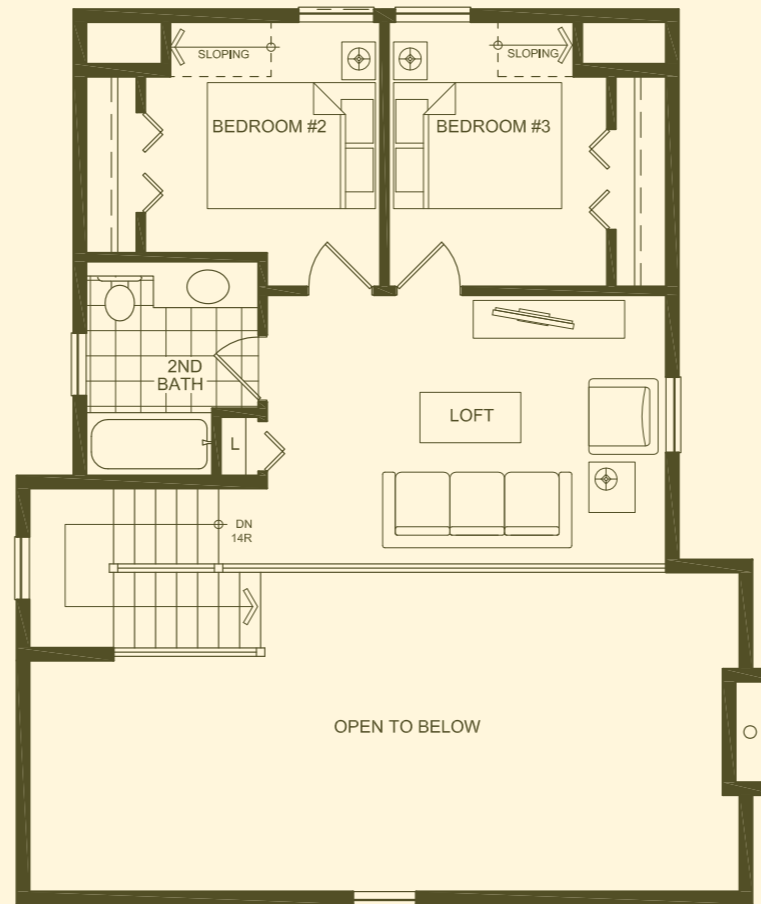 SLOPING
SLOPING
BEDROOM #2
BEDROOM #3
2ND
BATH
LOFT
L
DN
14R
OPEN TO BELOW